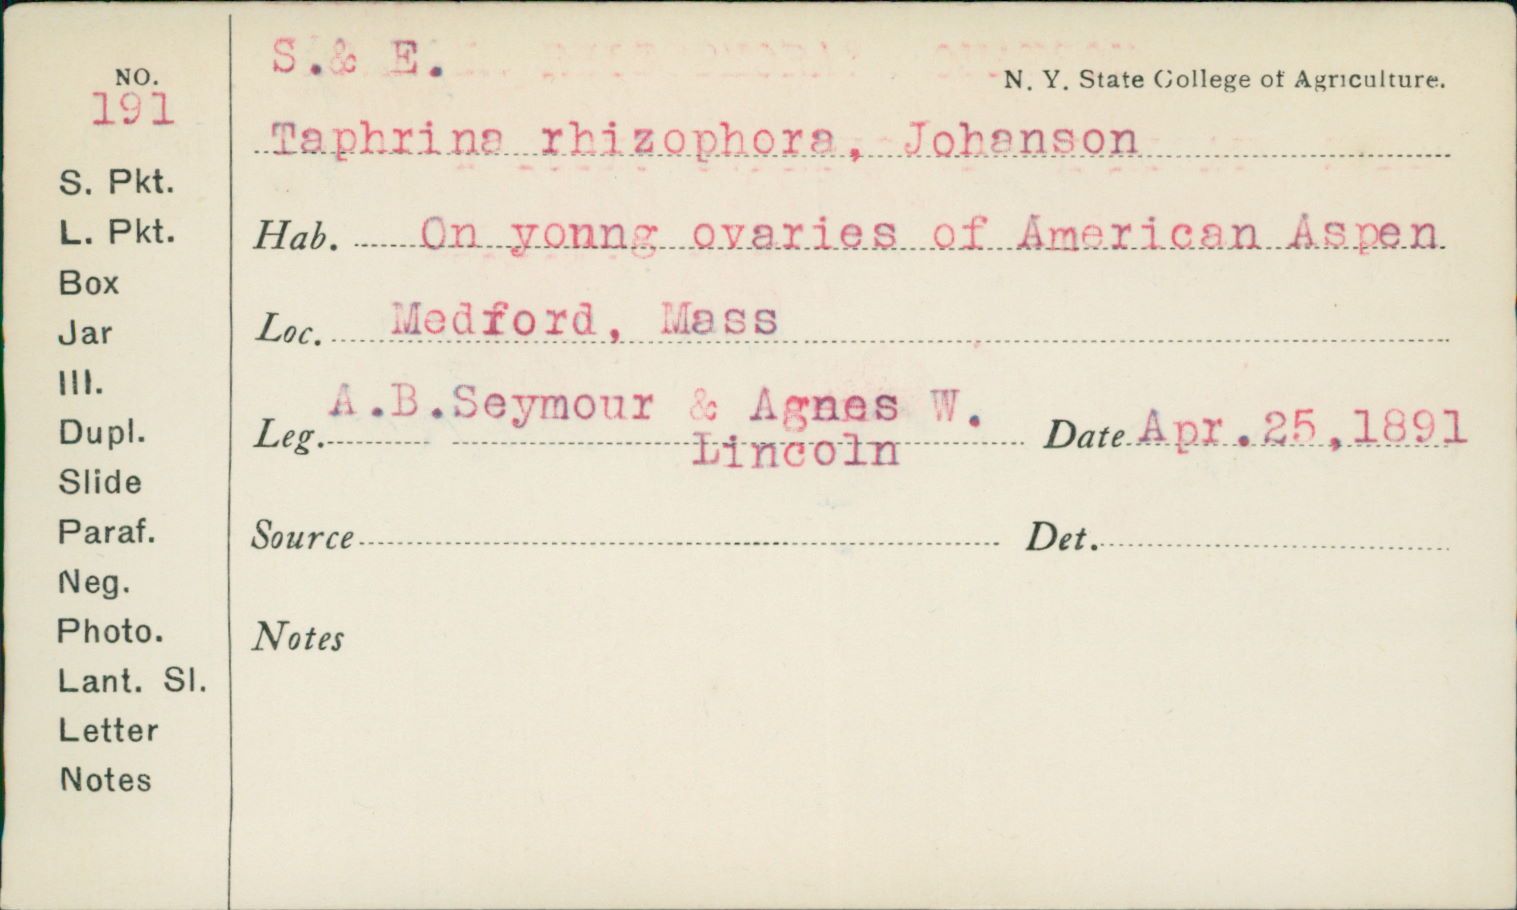 S.& E.
N. Y. State College of Agriculture.
NO.
191
Taphrina rhizophora, Johanson
S. Pkt.
L. Pkt.
Hab. On yonng ovaries of American Aspen
Box
Jar
Loc. Medford, Mass
Ill.
Dupl.
Leg. A.B.Seymour & Agnes W. Lincoln
Date Apr.25,1891
Slide
Paraf.
Source
Det.
Neg.
Photo.
Notes
Lant. Sl.
Letter
Notes